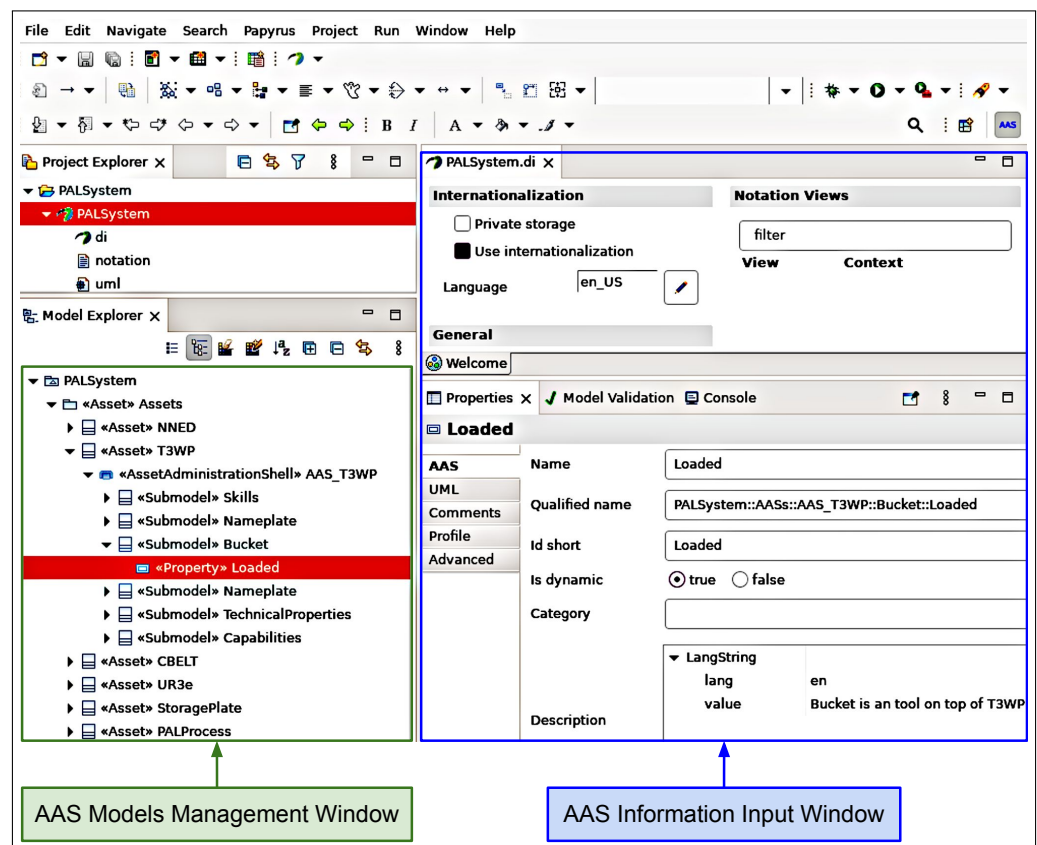 File Edit Navigate Search Papyrus Project Run Window Help
B I A AAS
Project Explorer
PALSystem
PALSystem
di
notation
uml
Model Explorer
PALSystem
«Asset» Assets
«Asset» NNED
«Asset» T3WP
«AssetAdministrationShell» AAS_T3WP
«Submodel» Skills
«Submodel» Nameplate
«Submodel» Bucket
«Property» Loaded
«Submodel» Nameplate
«Submodel» TechnicalProperties
«Submodel» Capabilities
«Asset» CBELT
«Asset» UR3e
«Asset» StoragePlate
«Asset» PALProcess
PALSystem.di
Internationalization
Private storage
Use internationalization
Language en_US
General
Notation Views
filter
View Context
Welcome
Properties Model Validation Console
Loaded
AAS
UML
Comments
Profile
Advanced
Name Loaded
Qualified name PALSystem::AASs::AAS_T3WP::Bucket::Loaded
Id short Loaded
Is dynamic true false
Category
LangString
lang en
value Bucket is an tool on top of T3WP
Description
AAS Models Management Window
AAS Information Input Window